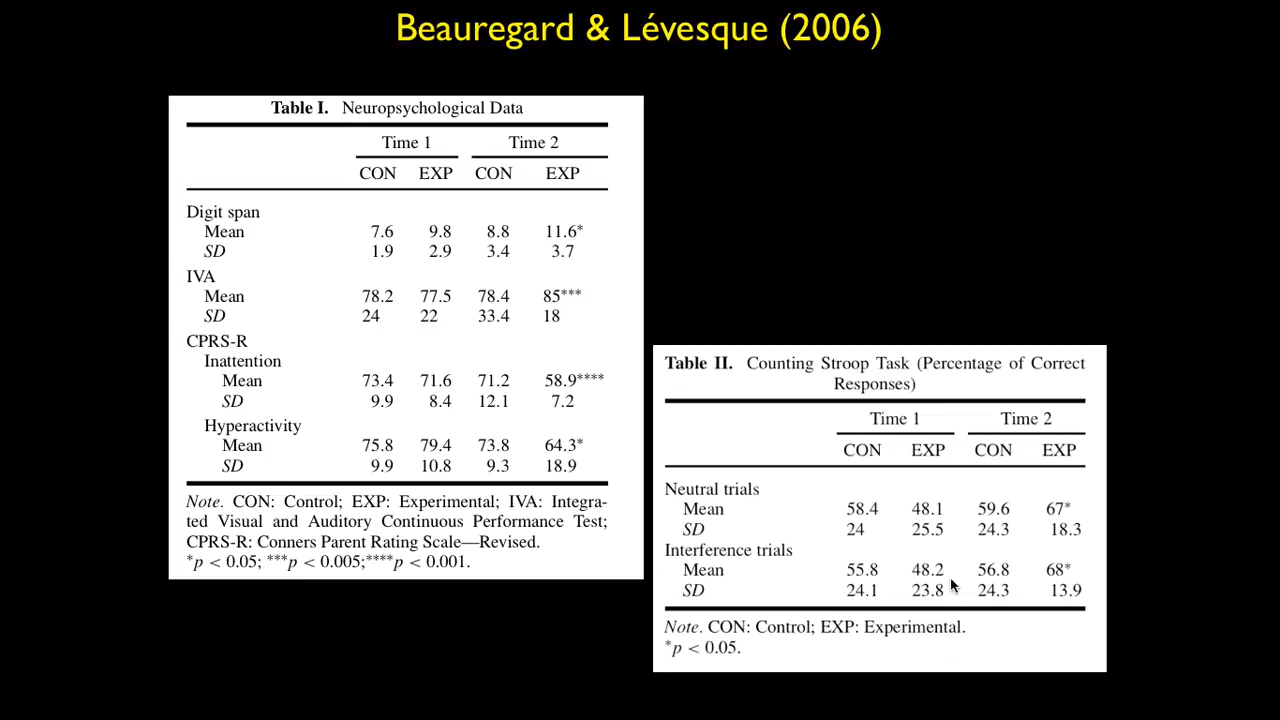 Beauregard & Lévesque (2006)
Table I. Neuropsychological Data
Time 1 Time 2
CON EXP CON EXP
Digit span
Mean 7.6 9.8 8.8 11.6*
SD 1.9 2.9 3.4 3.7
IVA
Mean 78.2 77.5 78.4 85***
SD 24 22 33.4 18
CPRS-R
Inattention
Mean 73.4 71.6 71.2 58.9****
SD 9.9 8.4 12.1 7.2
Hyperactivity
Mean 75.8 79.4 73.8 64.3*
SD 9.9 10.8 9.3 18.9
Note. CON: Control; EXP: Experimental; IVA: Integra-
ted Visual and Auditory Continuous Performance Test;
CPRS-R: Conners Parent Rating Scale—Revised.
*p < 0.05; ***p < 0.005;****p < 0.001.
Table II. Counting Stroop Task (Percentage of Correct
Responses)
Time 1 Time 2
CON EXP CON EXP
Neutral trials
Mean 58.4 48.1 59.6 67*
SD 24 25.5 24.3 18.3
Interference trials
Mean 55.8 48.2 56.8 68*
SD 24.1 23.8 24.3 13.9
Note. CON: Control; EXP: Experimental.
*p < 0.05.